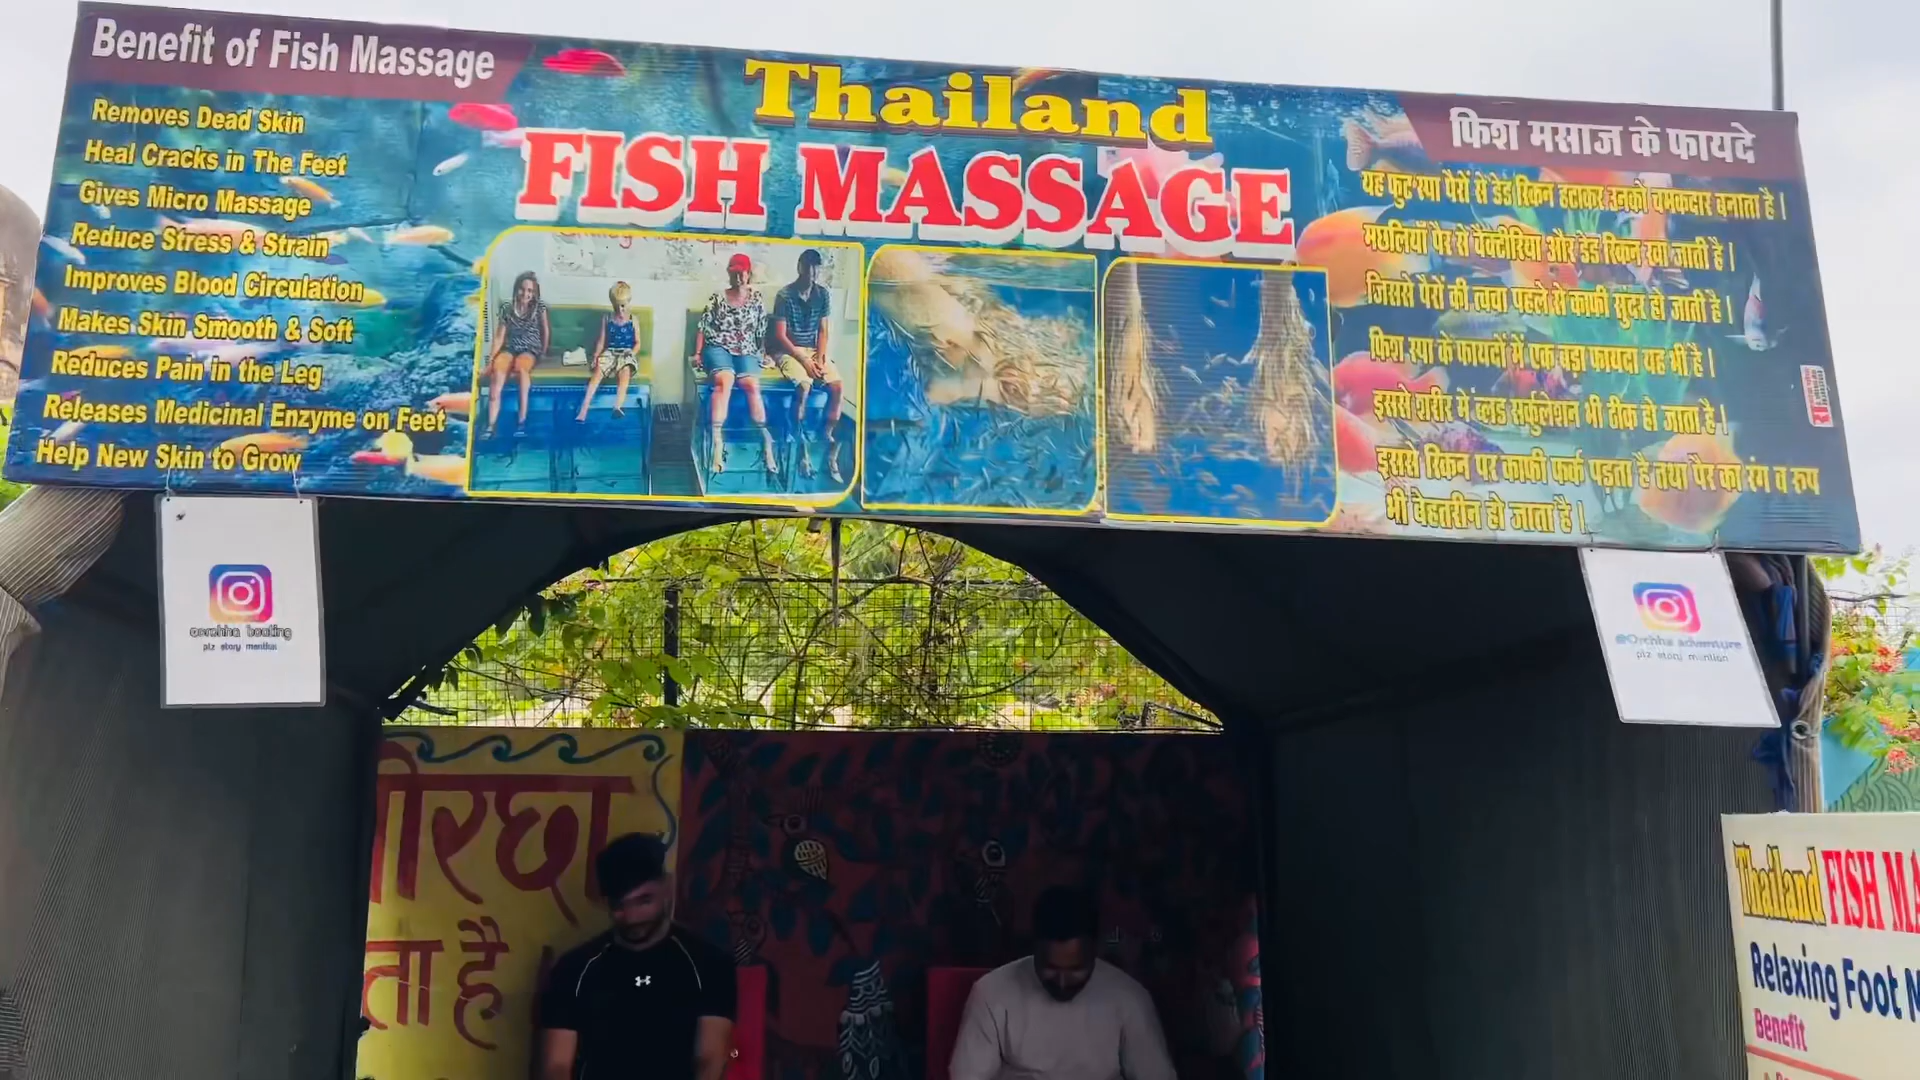 Benefit of Fish Massage
Removes Dead Skin
Heal Cracks in The Feet
Gives Micro Massage
Reduce Stress & Strain
Improves Blood Circulation
Makes Skin Smooth & Soft
Reduces Pain in the Leg
Releases Medicinal Enzyme on Feet
Help New Skin to Grow
Thailand
FISH MASSAGE
फिश मसाज के फायदे
यह फुट स्पा पैरों से डेड स्किन हटाकर उनको चमकदार बनाता है।
मछलियाँ पैर से बैक्टीरिया और डेड स्किन खा जाती है।
जिससे पैरों की त्वचा पहले से काफी सुंदर हो जाती है।
फिश स्पा के फायदों में एक बडा फायदा यह भी है।
इससे शरीर में ब्लड सर्कुलेशन भी ठीक हो जाता है।
इससे स्किन पर काफी फर्क पड़ता है तथा पैर का रंग व रुप
भी बेहतरीन हो जाता है।
boating
plz story
@Orchha adventure
plz story mention
ओरछा
ता है
Thailand FISH MA
Relaxing Foot M
Benefit